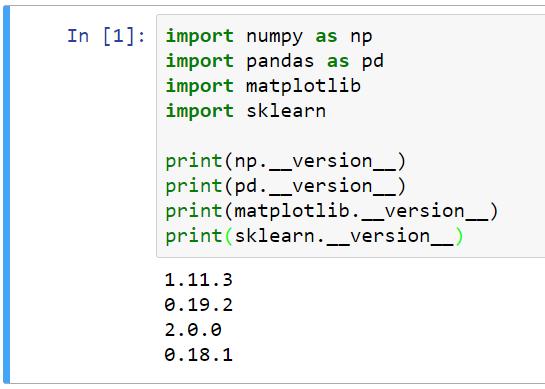 In [1]: import numpy as np
import pandas as pd
import matplotlib
import sklearn
print(np.__version__)
print(pd.__version__)
print(matplotlib.__version__)
print(sklearn.__version__)
1.11.3
0.19.2
2.0.0
0.18.1